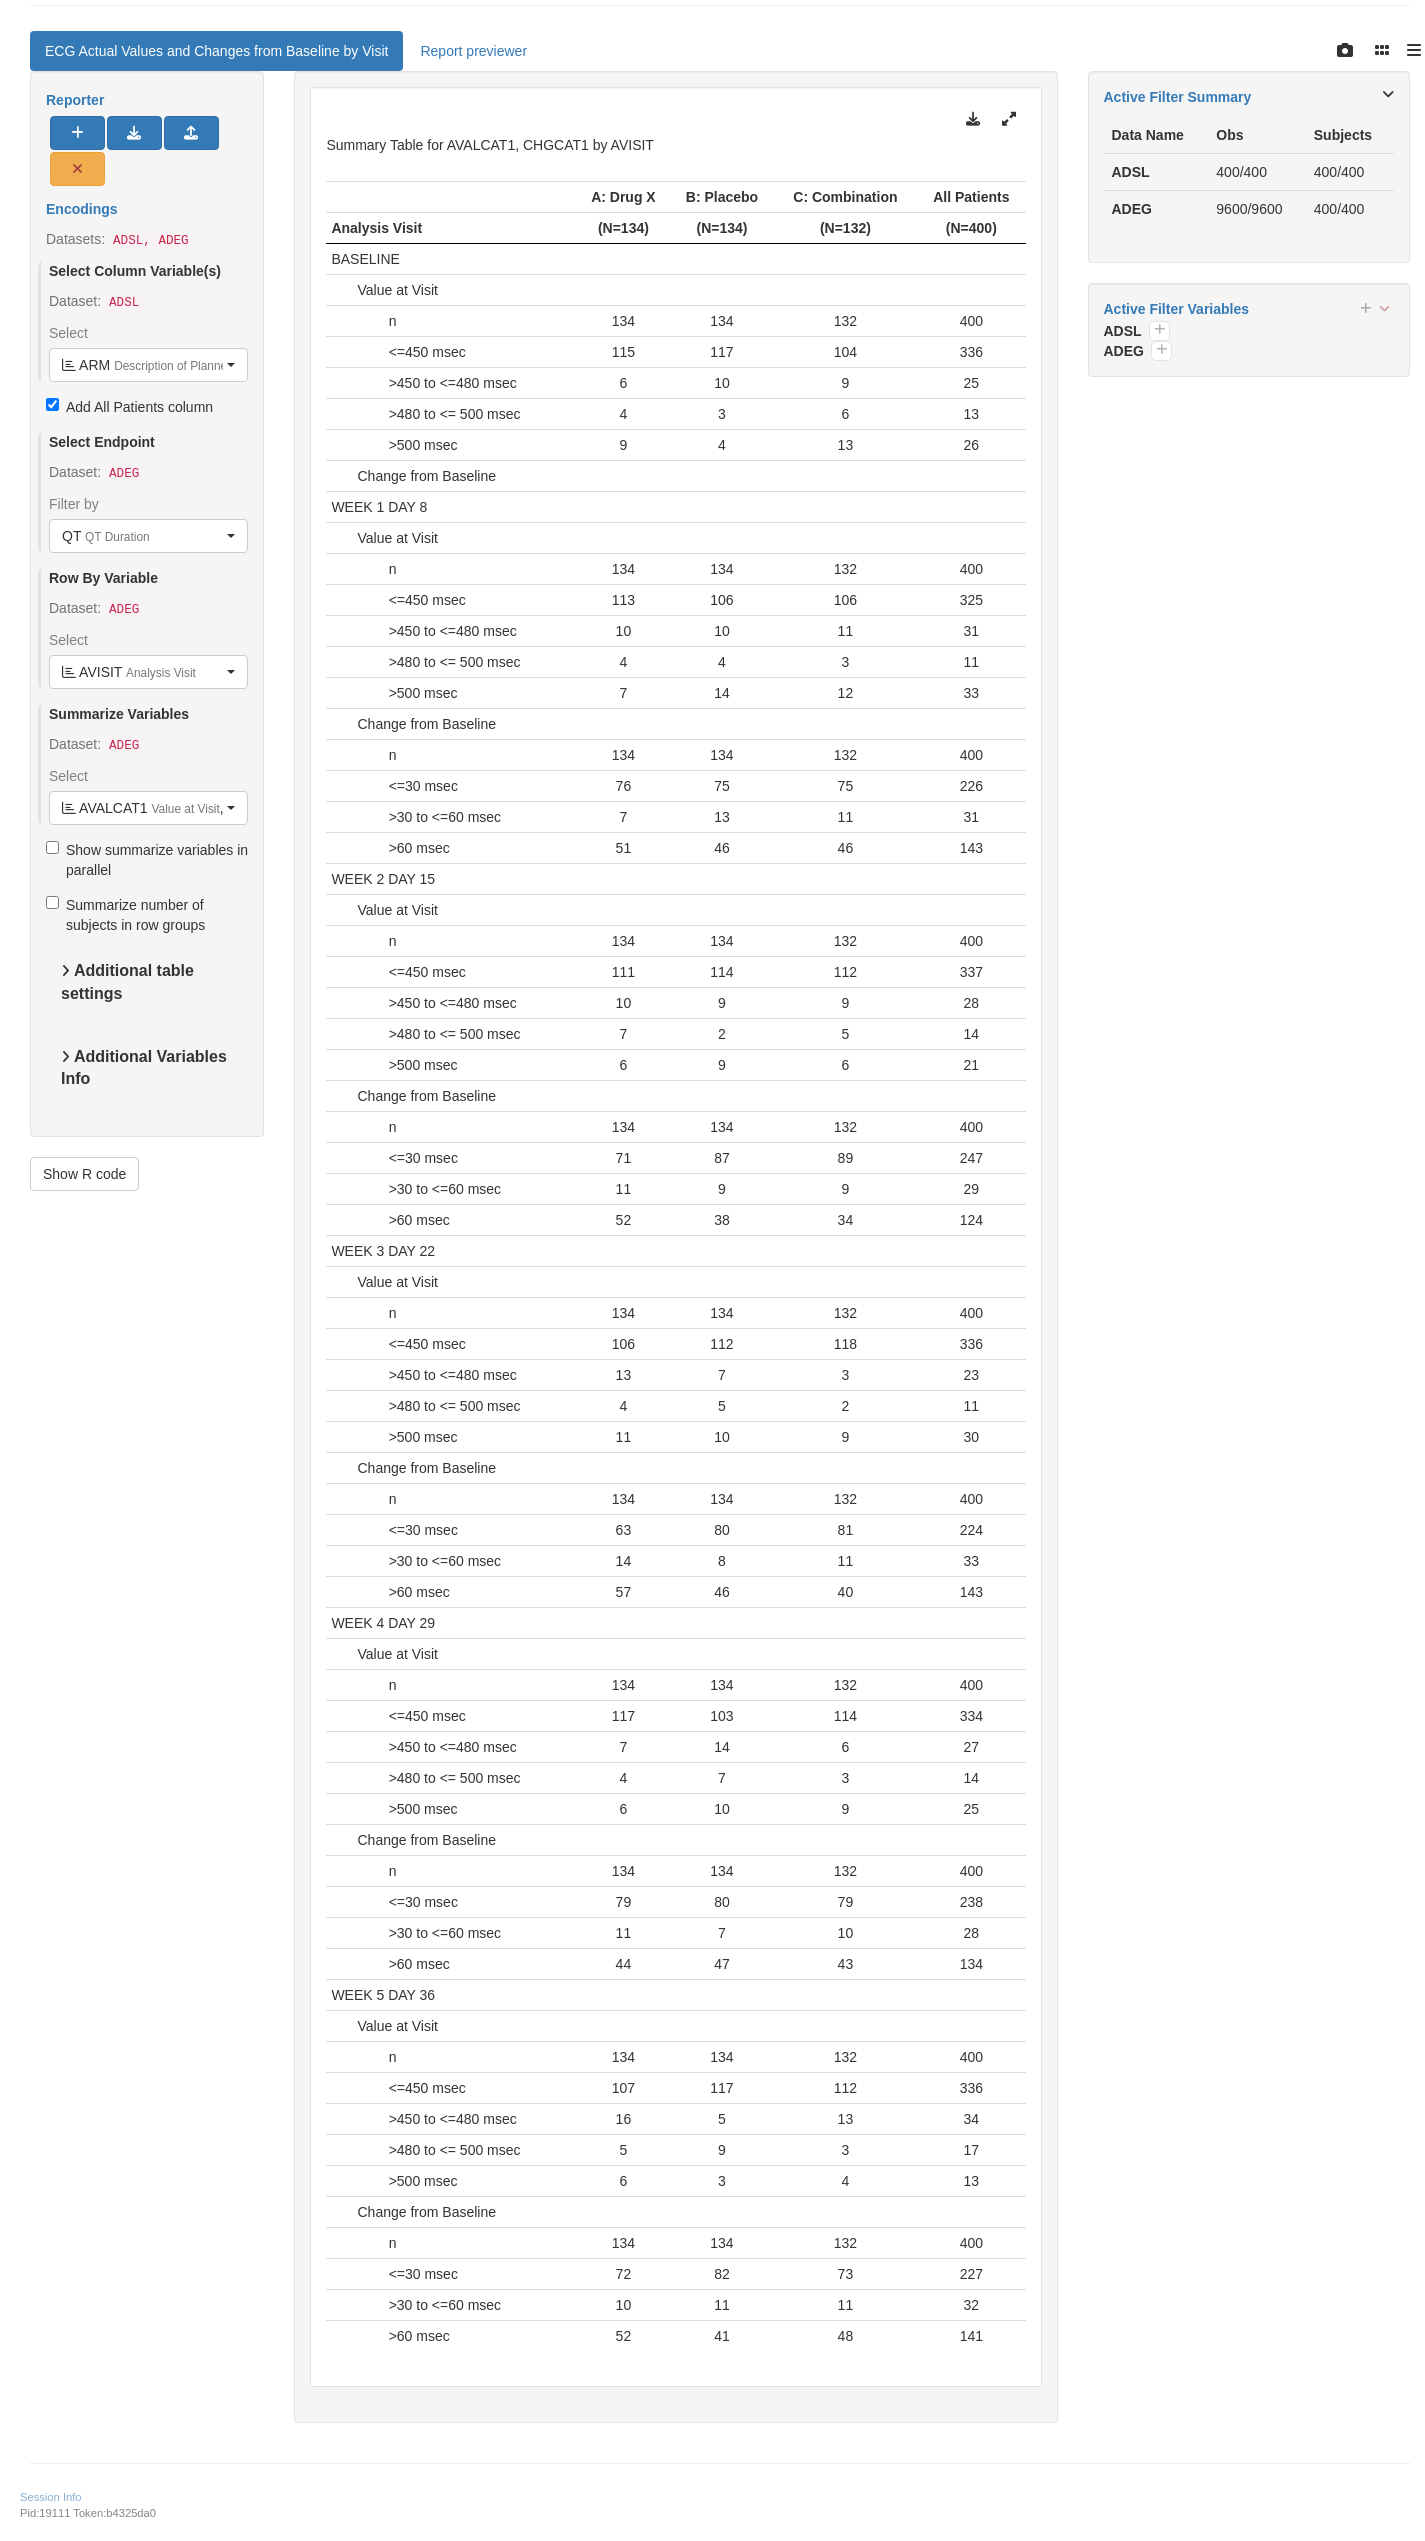 ECG Actual Values and Changes from Baseline by Visit Report previewer
Reporter
Encodings
Datasets: ADSL, ADEG
Select Column Variable(s)
Dataset: ADSL
Select
ARM Description of Planne
Add All Patients column
Select Endpoint
Dataset: ADEG
Filter by
QT QT Duration
Row By Variable
Dataset: ADEG
Select
AVISIT Analysis Visit
Summarize Variables
Dataset: ADEG
Select
AVALCAT1 Value at Visit,
Show summarize variables in
parallel
Summarize number of
subjects in row groups
Additional table
settings
Additional Variables
Info
Show R code
Summary Table for AVALCAT1, CHGCAT1 by AVISIT
A: Drug X B: Placebo C: Combination All Patients
Analysis Visit (N=134) (N=134) (N=132) (N=400)
BASELINE
Value at Visit
n 134 134 132 400
<=450 msec 115 117 104 336
>450 to <=480 msec 6 10 9 25
>480 to <= 500 msec 4 3 6 13
>500 msec 9 4 13 26
Change from Baseline
WEEK 1 DAY 8
Value at Visit
n 134 134 132 400
<=450 msec 113 106 106 325
>450 to <=480 msec 10 10 11 31
>480 to <= 500 msec 4 4 3 11
>500 msec 7 14 12 33
Change from Baseline
n 134 134 132 400
<=30 msec 76 75 75 226
>30 to <=60 msec 7 13 11 31
>60 msec 51 46 46 143
WEEK 2 DAY 15
Value at Visit
n 134 134 132 400
<=450 msec 111 114 112 337
>450 to <=480 msec 10 9 9 28
>480 to <= 500 msec 7 2 5 14
>500 msec 6 9 6 21
Change from Baseline
n 134 134 132 400
<=30 msec 71 87 89 247
>30 to <=60 msec 11 9 9 29
>60 msec 52 38 34 124
WEEK 3 DAY 22
Value at Visit
n 134 134 132 400
<=450 msec 106 112 118 336
>450 to <=480 msec 13 7 3 23
>480 to <= 500 msec 4 5 2 11
>500 msec 11 10 9 30
Change from Baseline
n 134 134 132 400
<=30 msec 63 80 81 224
>30 to <=60 msec 14 8 11 33
>60 msec 57 46 40 143
WEEK 4 DAY 29
Value at Visit
n 134 134 132 400
<=450 msec 117 103 114 334
>450 to <=480 msec 7 14 6 27
>480 to <= 500 msec 4 7 3 14
>500 msec 6 10 9 25
Change from Baseline
n 134 134 132 400
<=30 msec 79 80 79 238
>30 to <=60 msec 11 7 10 28
>60 msec 44 47 43 134
WEEK 5 DAY 36
Value at Visit
n 134 134 132 400
<=450 msec 107 117 112 336
>450 to <=480 msec 16 5 13 34
>480 to <= 500 msec 5 9 3 17
>500 msec 6 3 4 13
Change from Baseline
n 134 134 132 400
<=30 msec 72 82 73 227
>30 to <=60 msec 10 11 11 32
>60 msec 52 41 48 141
Active Filter Summary
Data Name Obs Subjects
ADSL 400/400 400/400
ADEG 9600/9600 400/400
Active Filter Variables
ADSL
ADEG
Session Info
Pid:19111 Token:b4325da0